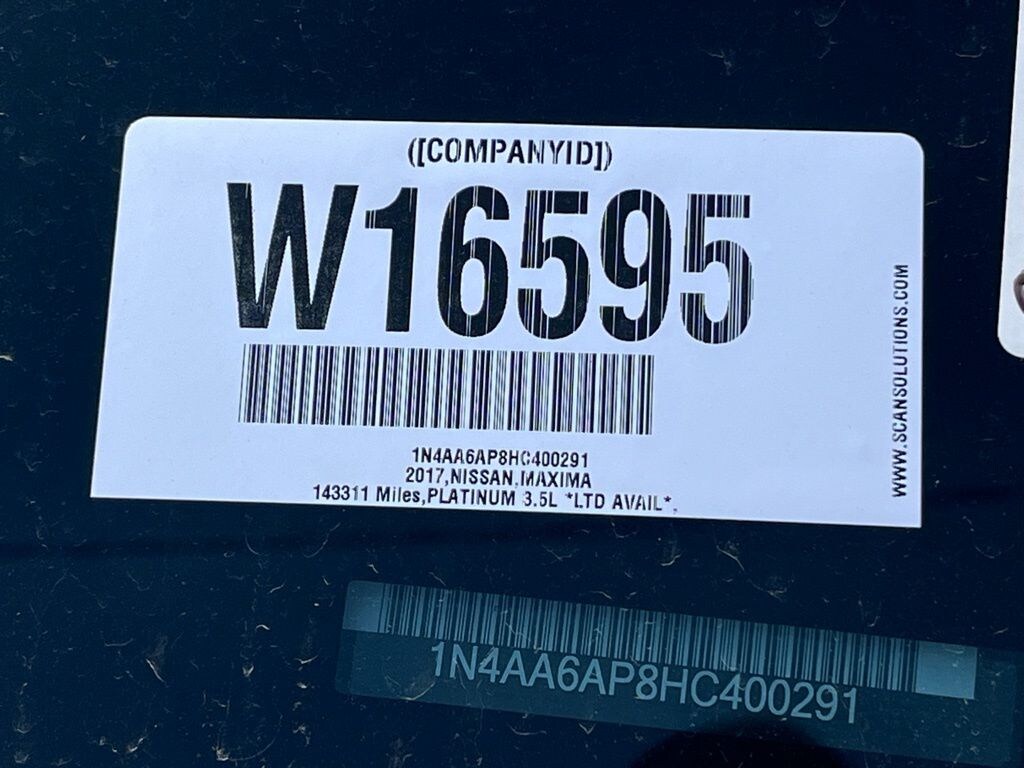 ([COMPANYID])
W16595
1N4AA6AP8HC400291
2017,NISSAN,MAXIMA
143311 Miles,PLATINUM 3.5L *LTD AVAIL*,
WWW.SCANSOLUTIONS.COM
1N4AA6AP8HC400291